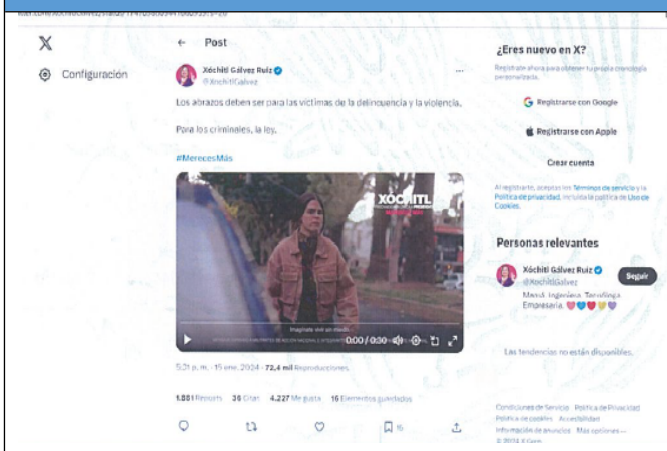 X
Configuración
← Post
Xóchitl Gálvez Ruiz
@XochitlGalvez
Los abrazos deben ser para las víctimas de la delincuencia y la violencia.
Para los criminales, la ley.
#MerecesMás
XÓCHITL
Imagínate vivir sin miedo
0:00 / 0:30
5:21 p. m. · 15 ene. 2024 · 72,4 mil Reproducciones
1.881 Reposts 36 Citas 4.227 Me gusta 16 Elementos guardados
16
¿Eres nuevo en X?
Regístrate ahora para obtener tu propia cronología
personalizada.
Registrarse con Google
Registrarse con Apple
Crear cuenta
Al registrarte, aceptas los Términos de servicio y la
Política de privacidad, incluida la política de Uso de
Cookies.
Personas relevantes
Xóchitl Gálvez Ruiz
@XochitlGalvez
Seguir
Mamá. Ingeniera. Tecnóloga.
Empresaria.
Las tendencias no están disponibles.
Condiciones de Servicio Política de Privacidad
Política de cookies Accesibilidad
Información de anuncios Más opciones
© 2024 X Corp.